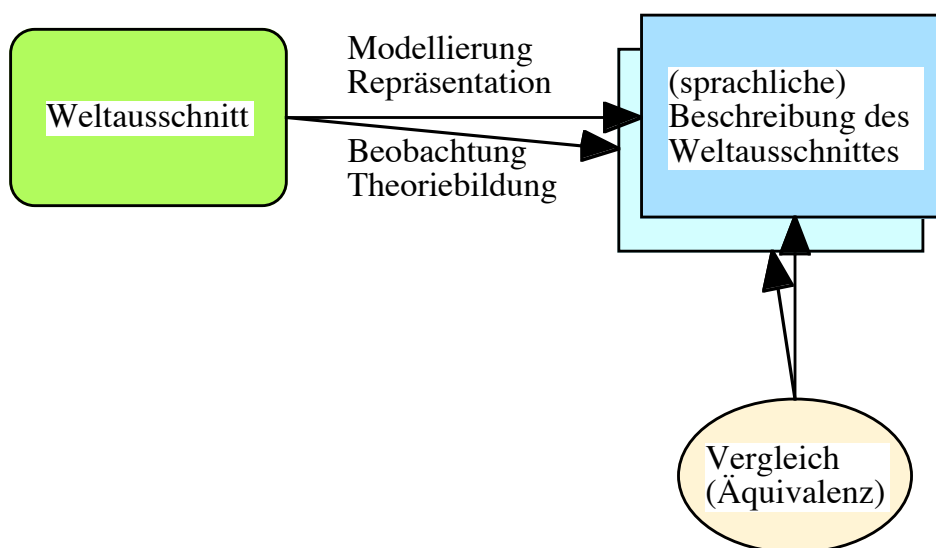 Weltausschnitt
Modellierung
Repräsentation
Beobachtung
Theoriebildung
(sprachliche)
Beschreibung des
Weltausschnittes
Vergleich
(Äquivalenz)